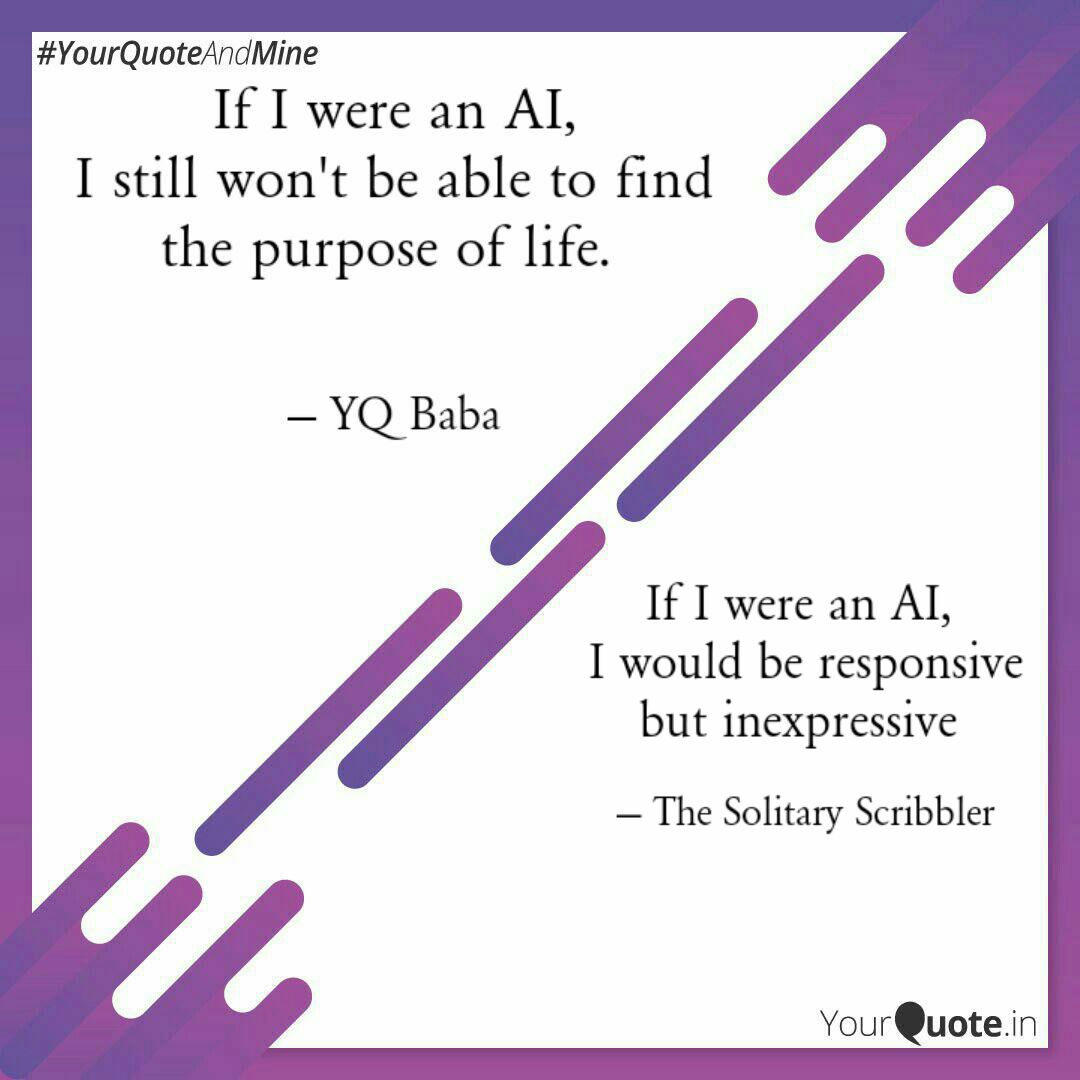 #YourQuoteAndMine
If I were an AI,
I still won't be able to find
the purpose of life.
– YQ Baba
If I were an AI,
I would be responsive
but inexpressive
– The Solitary Scribbler
YourQuote.in